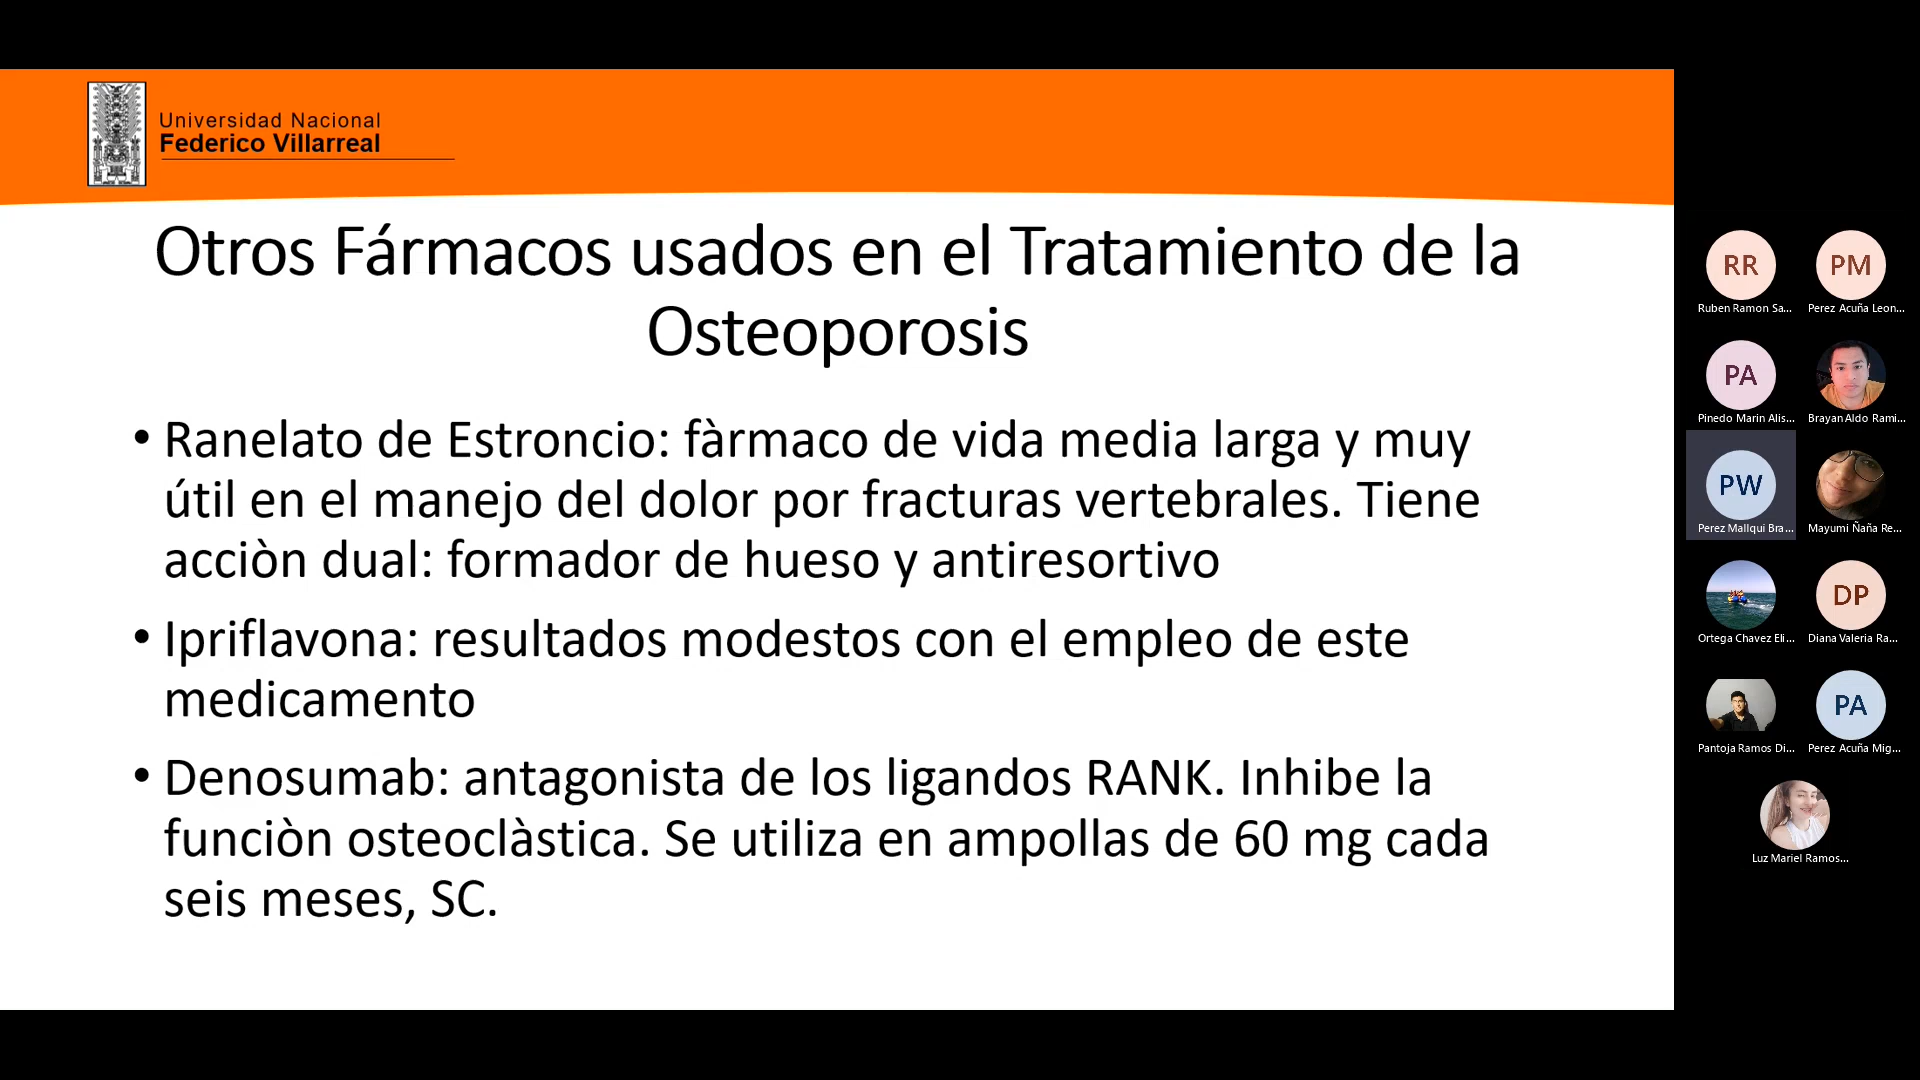 Universidad Nacional
Federico Villarreal
Otros Fármacos usados en el Tratamiento de la
Osteoporosis
• Ranelato de Estroncio: fàrmaco de vida media larga y muy
útil en el manejo del dolor por fracturas vertebrales. Tiene
acciòn dual: formador de hueso y antiresortivo
• Ipriflavona: resultados modestos con el empleo de este
medicamento
• Denosumab: antagonista de los ligandos RANK. Inhibe la
funciòn osteoclàstica. Se utiliza en ampollas de 60 mg cada
seis meses, SC.
RR
PM
Ruben Ramon Sa...
Perez Acuña Leon...
PA
Pinedo Marin Alis...
Brayan Aldo Rami...
PW
Perez Mallqui Bra...
Mayumi Ñaña Re...
DP
Ortega Chavez Eli...
Diana Valeria Ra...
PA
Pantoja Ramos Di...
Perez Acuña Mig...
Luz Mariel Ramos...